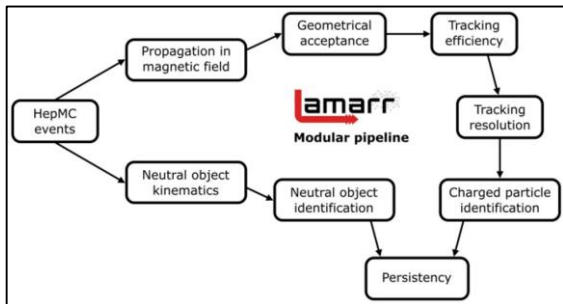 Geometrical
acceptance
Tracking
efficiency
Propagation in
magnetic field
Lamarr
Modular pipeline
HepMC
events
Tracking
resolution
Neutral object
kinematics
Neutral object
identification
Charged particle
identification
Persistency